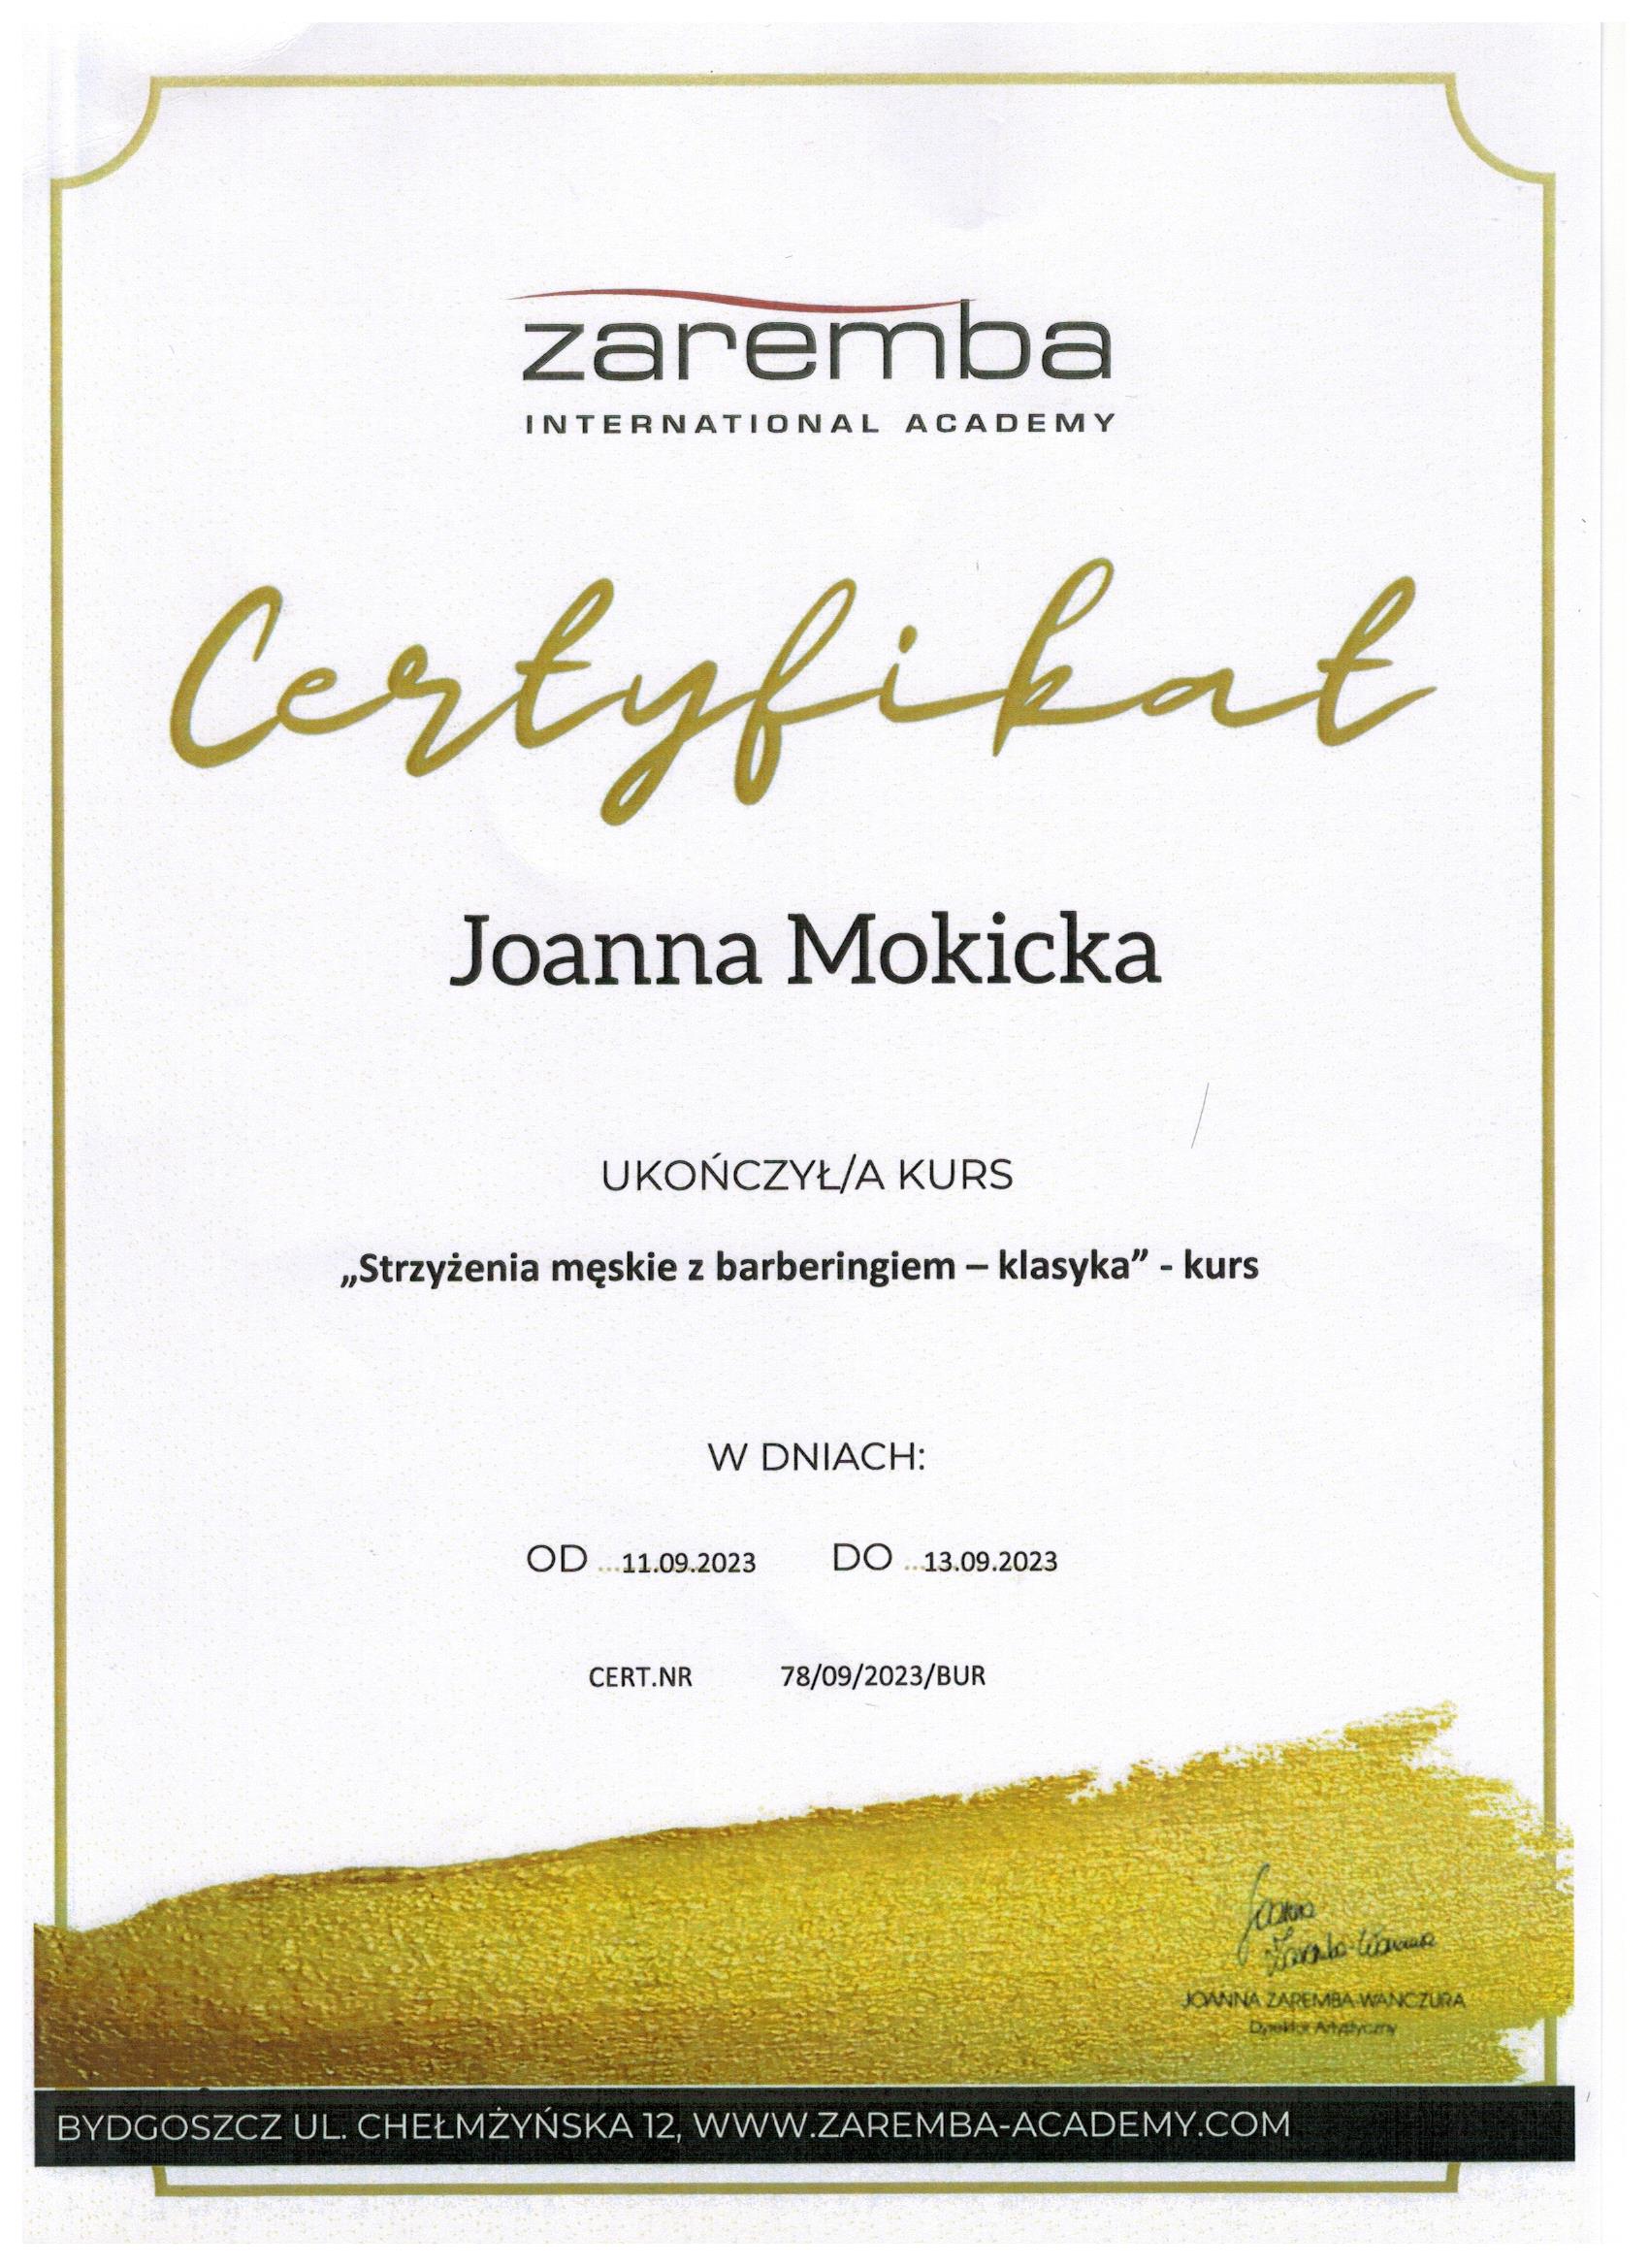 zaremba
INTERNATIONAL ACADEMY
Certyfikat
Joanna Mokicka
UKOŃCZYŁ/A KURS
„Strzyżenia męskie z barberingiem – klasyka” - kurs
W DNIACH:
OD ...11.09.2023 DO ...13.09.2023
CERT.NR 78/09/2023/BUR
Joanna
Zaremba-Wanczura
JOANNA ZAREMBA-WANCZURA
Dyrektor Artystyczny
BYDGOSZCZ UL. CHEŁMŻYŃSKA 12, WWW.ZAREMBA-ACADEMY.COM